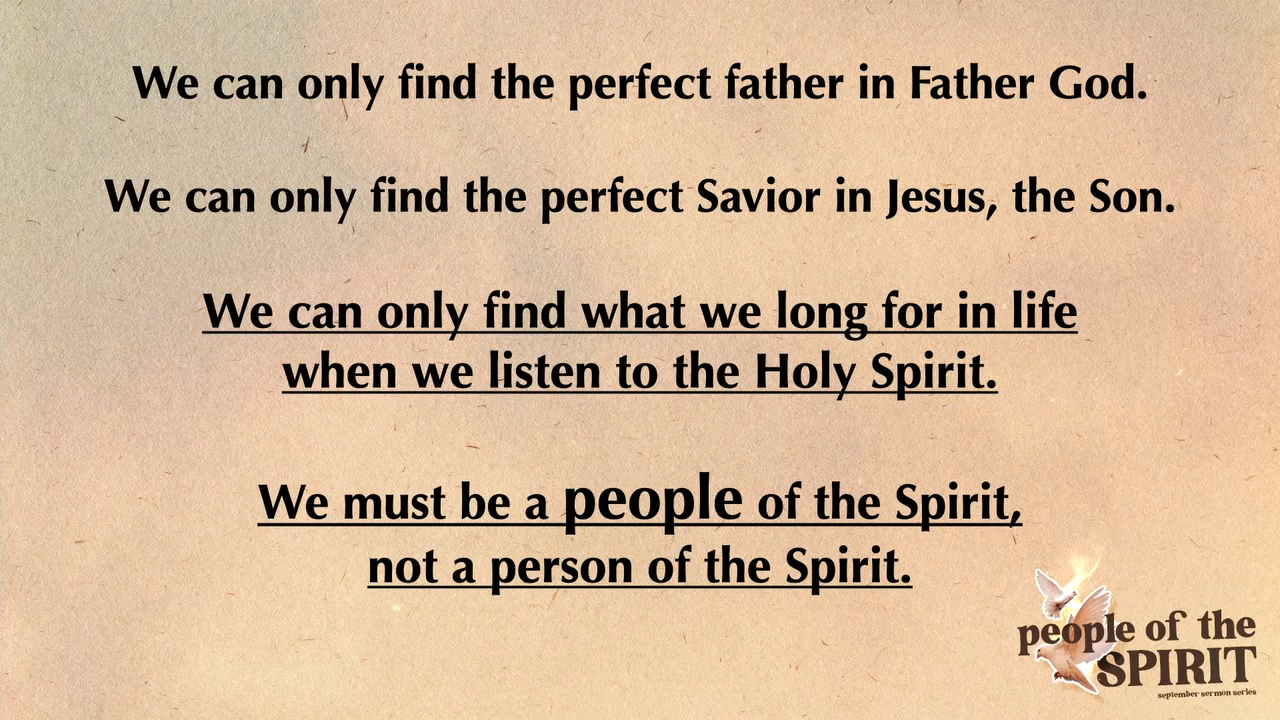 We can only find the perfect father in Father God.
We can only find the perfect Savior in Jesus, the Son.
We can only find what we long for in life
when we listen to the Holy Spirit.
We must be a people of the Spirit,
not a person of the Spirit.
people of the
SPIRIT
september sermon series